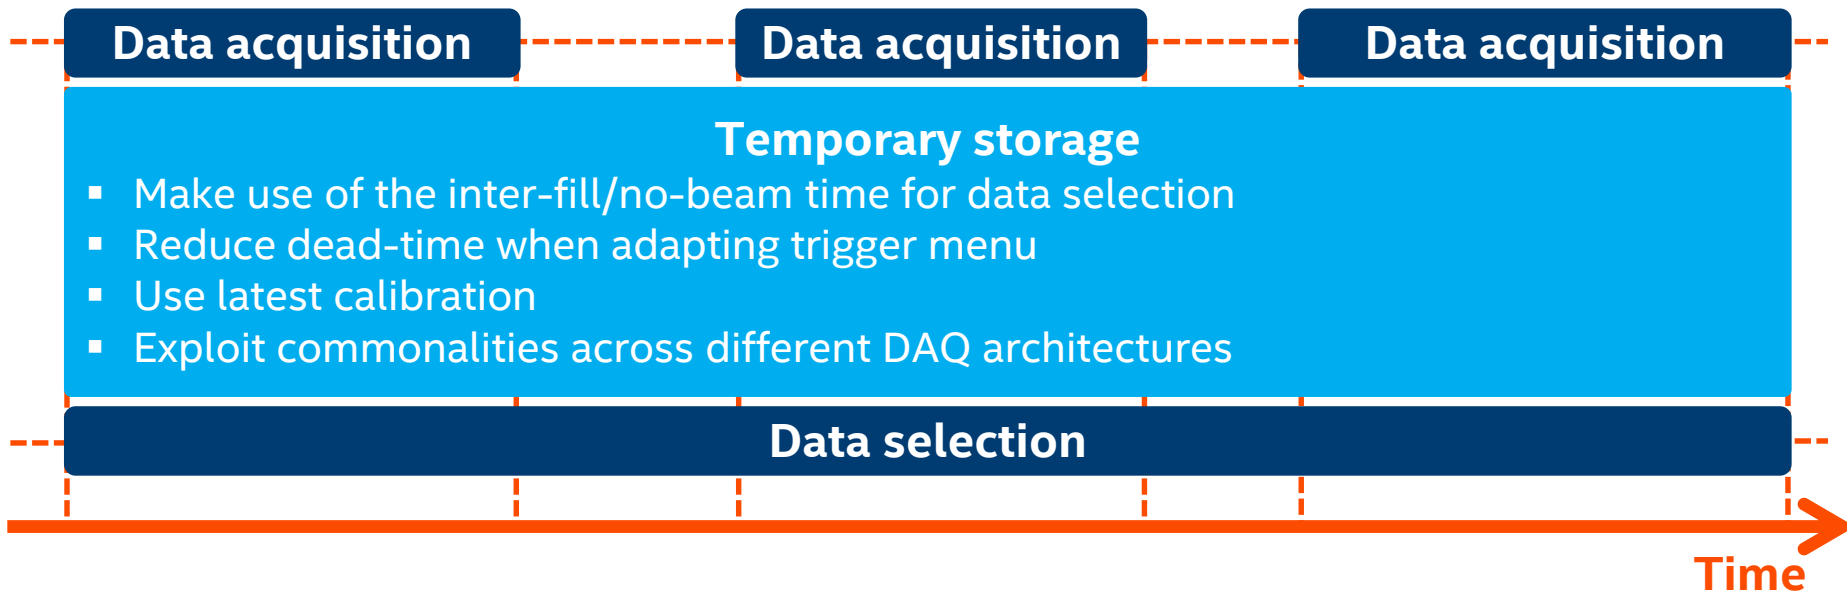 Data acquisition Data acquisition Data acquisition
Temporary storage
▪ Make use of the inter-fill/no-beam time for data selection
▪ Reduce dead-time when adapting trigger menu
▪ Use latest calibration
▪ Exploit commonalities across different DAQ architectures
Data selection
Time